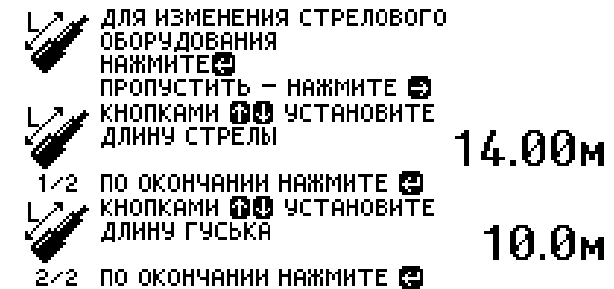 L ДЛЯ ИЗМЕНЕНИЯ СТРЕЛОВОГО
ОБОРУДОВАНИЯ
НАЖМИТЕ ↵
ПРОПУСТИТЬ – НАЖМИТЕ →
L КНОПКАМИ ↑ ↓ УСТАНОВИТЕ
ДЛИНУ СТРЕЛЫ 14.00м
1/2 ПО ОКОНЧАНИИ НАЖМИТЕ ↵
L КНОПКАМИ ↑ ↓ УСТАНОВИТЕ
ДЛИНУ ГУСЬКА 10.0м
2/2 ПО ОКОНЧАНИИ НАЖМИТЕ ↵